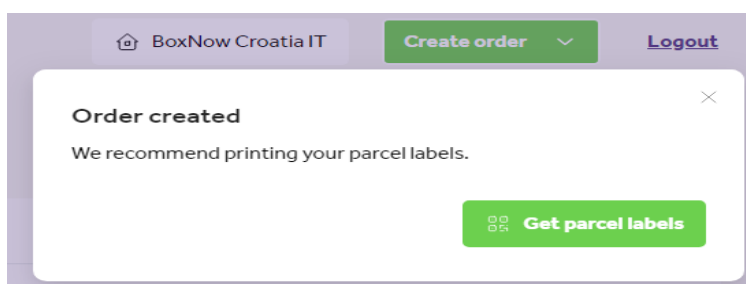 BoxNow Croatia IT Create order Logout
Order created
We recommend printing your parcel labels.
Get parcel labels